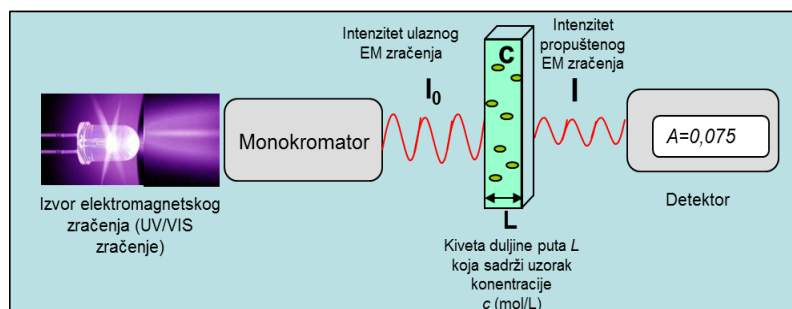 Intenzitet ulaznog
EM zračenja
Intenzitet
propuštenog
EM zračenja
c
I0
I
Monokromator
A=0,075
Izvor elektromagnetskog
zračenja (UV/VIS
zračenje)
Detektor
L
Kiveta duljine puta L
koja sadrži uzorak
konentracije
c (mol/L)